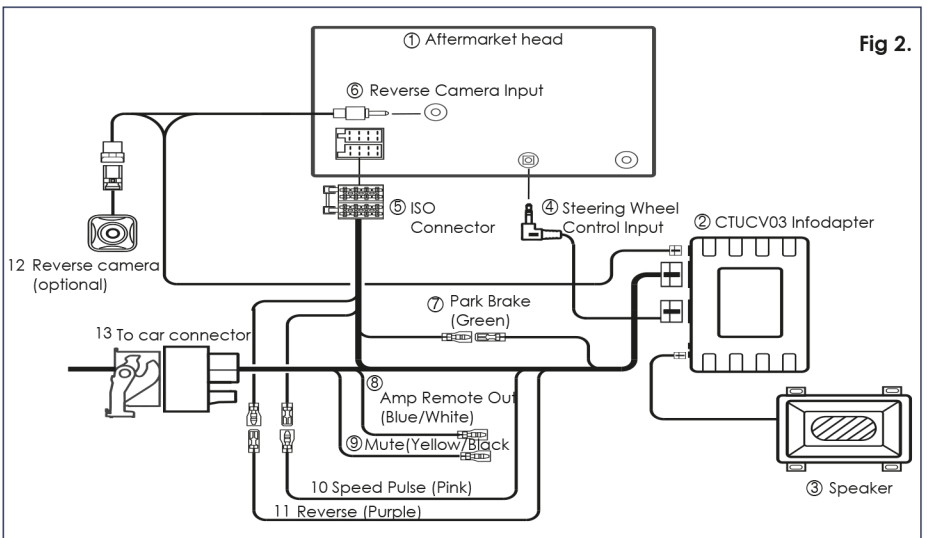 ① Aftermarket head
Fig 2.
⑥ Reverse Camera Input
⑤ ISO
Connector
④ Steering Wheel
Control Input
② CTUCV03 Infodapter
12 Reverse camera
(optional)
⑦ Park Brake
(Green)
13 To car connector
⑧
Amp Remote Out
(Blue/White)
⑨Mute(Yellow/Black
10 Speed Pulse (Pink)
③ Speaker
11 Reverse (Purple)